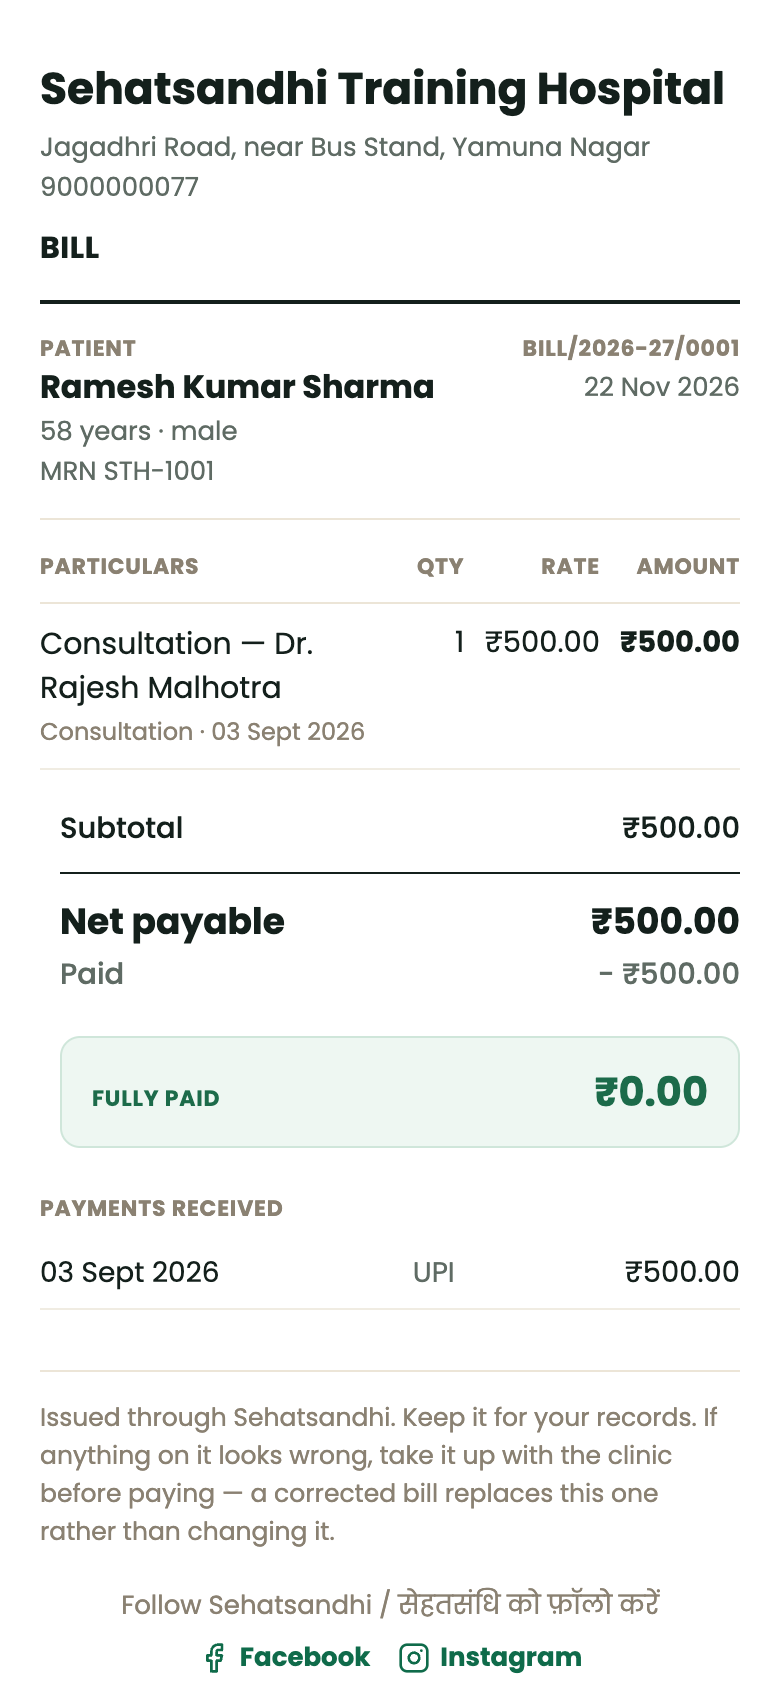 Sehatsandhi Training Hospital
Jagadhri Road, near Bus Stand, Yamuna Nagar
9000000077
BILL
PATIENT BILL/2026-27/0001
Ramesh Kumar Sharma 22 Nov 2026
58 years · male
MRN STH-1001
PARTICULARS QTY RATE AMOUNT
Consultation — Dr. 1 ₹500.00 ₹500.00
Rajesh Malhotra
Consultation · 03 Sept 2026
Subtotal ₹500.00
Net payable ₹500.00
Paid - ₹500.00
FULLY PAID ₹0.00
PAYMENTS RECEIVED
03 Sept 2026 UPI ₹500.00
Issued through Sehatsandhi. Keep it for your records. If
anything on it looks wrong, take it up with the clinic
before paying — a corrected bill replaces this one
rather than changing it.
Follow Sehatsandhi / सेहतसंधि को फ़ॉलो करें
Facebook Instagram